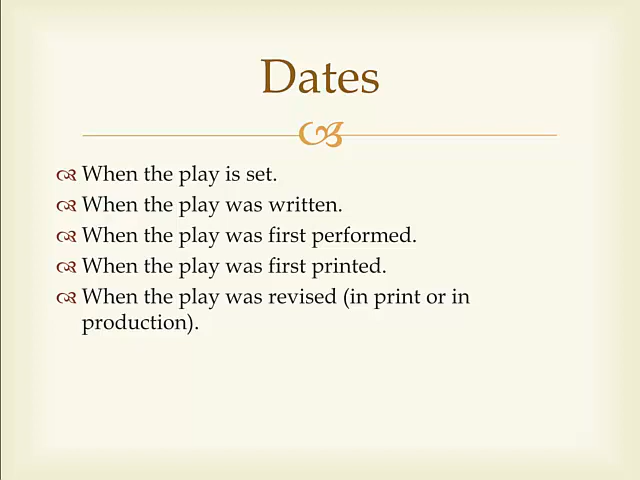 Dates
When the play is set.
When the play was written.
When the play was first performed.
When the play was first printed.
When the play was revised (in print or in
production).